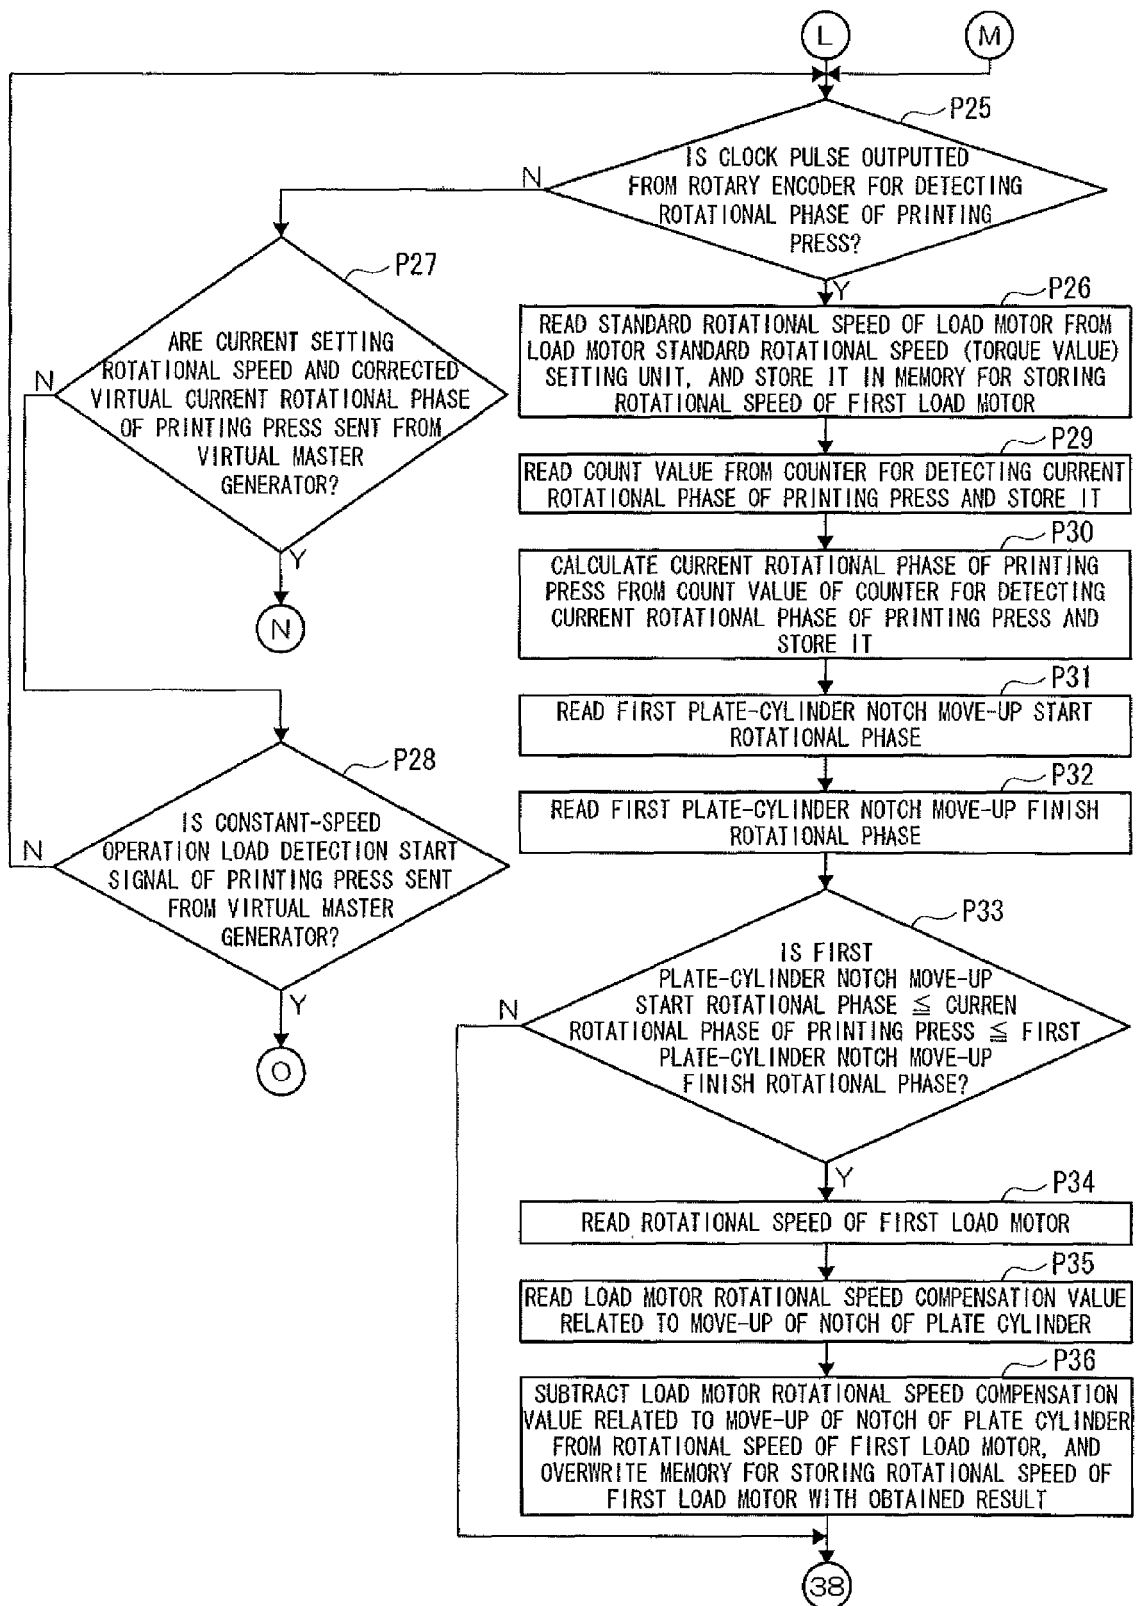 L
M
P25
IS CLOCK PULSE OUTPUTTED
FROM ROTARY ENCODER FOR DETECTING
ROTATIONAL PHASE OF PRINTING
PRESS?
N
Y
P27
ARE CURRENT SETTING
ROTATIONAL SPEED AND CORRECTED
VIRTUAL CURRENT ROTATIONAL PHASE
OF PRINTING PRESS SENT FROM
VIRTUAL MASTER
GENERATOR?
N
Y
N
P28
IS CONSTANT-SPEED
OPERATION LOAD DETECTION START
SIGNAL OF PRINTING PRESS SENT
FROM VIRTUAL MASTER
GENERATOR?
N
Y
O
P26
READ STANDARD ROTATIONAL SPEED OF LOAD MOTOR FROM
LOAD MOTOR STANDARD ROTATIONAL SPEED (TORQUE VALUE)
SETTING UNIT, AND STORE IT IN MEMORY FOR STORING
ROTATIONAL SPEED OF FIRST LOAD MOTOR
P29
READ COUNT VALUE FROM COUNTER FOR DETECTING CURRENT
ROTATIONAL PHASE OF PRINTING PRESS AND STORE IT
P30
CALCULATE CURRENT ROTATIONAL PHASE OF PRINTING
PRESS FROM COUNT VALUE OF COUNTER FOR DETECTING
CURRENT ROTATIONAL PHASE OF PRINTING PRESS AND
STORE IT
P31
READ FIRST PLATE-CYLINDER NOTCH MOVE-UP START
ROTATIONAL PHASE
P32
READ FIRST PLATE-CYLINDER NOTCH MOVE-UP FINISH
ROTATIONAL PHASE
P33
IS FIRST
PLATE-CYLINDER NOTCH MOVE-UP
START ROTATIONAL PHASE ≦ CURREN
ROTATIONAL PHASE OF PRINTING PRESS ≦ FIRST
PLATE-CYLINDER NOTCH MOVE-UP
FINISH ROTATIONAL PHASE?
N
Y
P34
READ ROTATIONAL SPEED OF FIRST LOAD MOTOR
P35
READ LOAD MOTOR ROTATIONAL SPEED COMPENSATION VALUE
RELATED TO MOVE-UP OF NOTCH OF PLATE CYLINDER
P36
SUBTRACT LOAD MOTOR ROTATIONAL SPEED COMPENSATION
VALUE RELATED TO MOVE-UP OF NOTCH OF PLATE CYLINDER
FROM ROTATIONAL SPEED OF FIRST LOAD MOTOR, AND
OVERWRITE MEMORY FOR STORING ROTATIONAL SPEED OF
FIRST LOAD MOTOR WITH OBTAINED RESULT
38